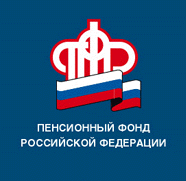 ПЕНСИОННЫЙ ФОНД
РОССИЙСКОЙ ФЕДЕРАЦИИ